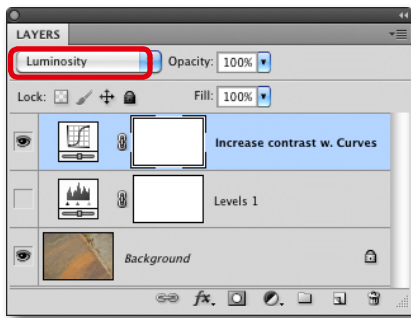 LAYERS
Luminosity Opacity: 100%
Lock: Fill: 100%
Increase contrast w. Curves
Levels 1
Background
fx.